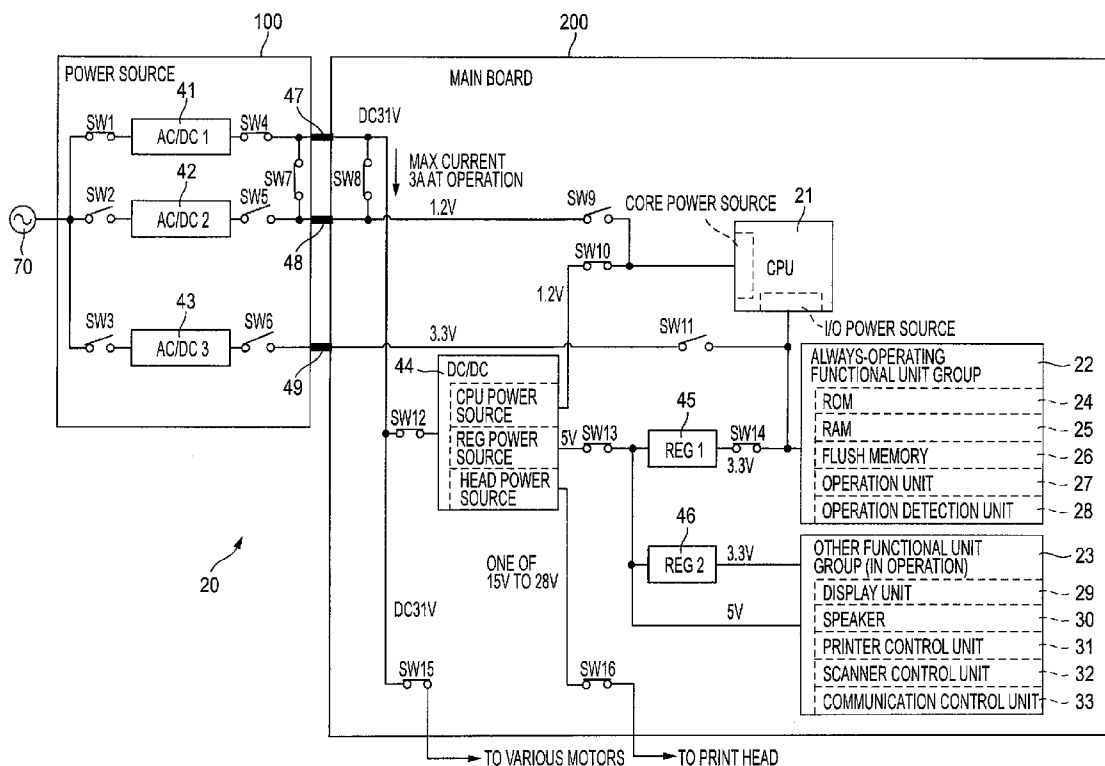 100
200
POWER SOURCE
MAIN BOARD
41
47
DC31V
SW1
AC/DC 1
SW4
42
SW7
SW8
MAX CURRENT
3A AT OPERATION
SW2
AC/DC 2
SW5
1.2V
SW9
21
CORE POWER SOURCE
70
48
SW10
CPU
1.2V
43
SW3
AC/DC 3
SW6
3.3V
SW11
I/O POWER SOURCE
49
44
DC/DC
CPU POWER
SOURCE
REG POWER
SOURCE
HEAD POWER
SOURCE
SW12
5V
SW13
45
REG 1
SW14
3.3V
ALWAYS-OPERATING
FUNCTIONAL UNIT GROUP
22
ROM
24
RAM
25
FLUSH MEMORY
26
OPERATION UNIT
27
OPERATION DETECTION UNIT
28
46
REG 2
3.3V
OTHER FUNCTIONAL UNIT
GROUP (IN OPERATION)
23
20
ONE OF
15V TO 28V
DISPLAY UNIT
29
DC31V
5V
SPEAKER
30
PRINTER CONTROL UNIT
31
SW15
SW16
SCANNER CONTROL UNIT
32
COMMUNICATION CONTROL UNIT
33
TO VARIOUS MOTORS
TO PRINT HEAD